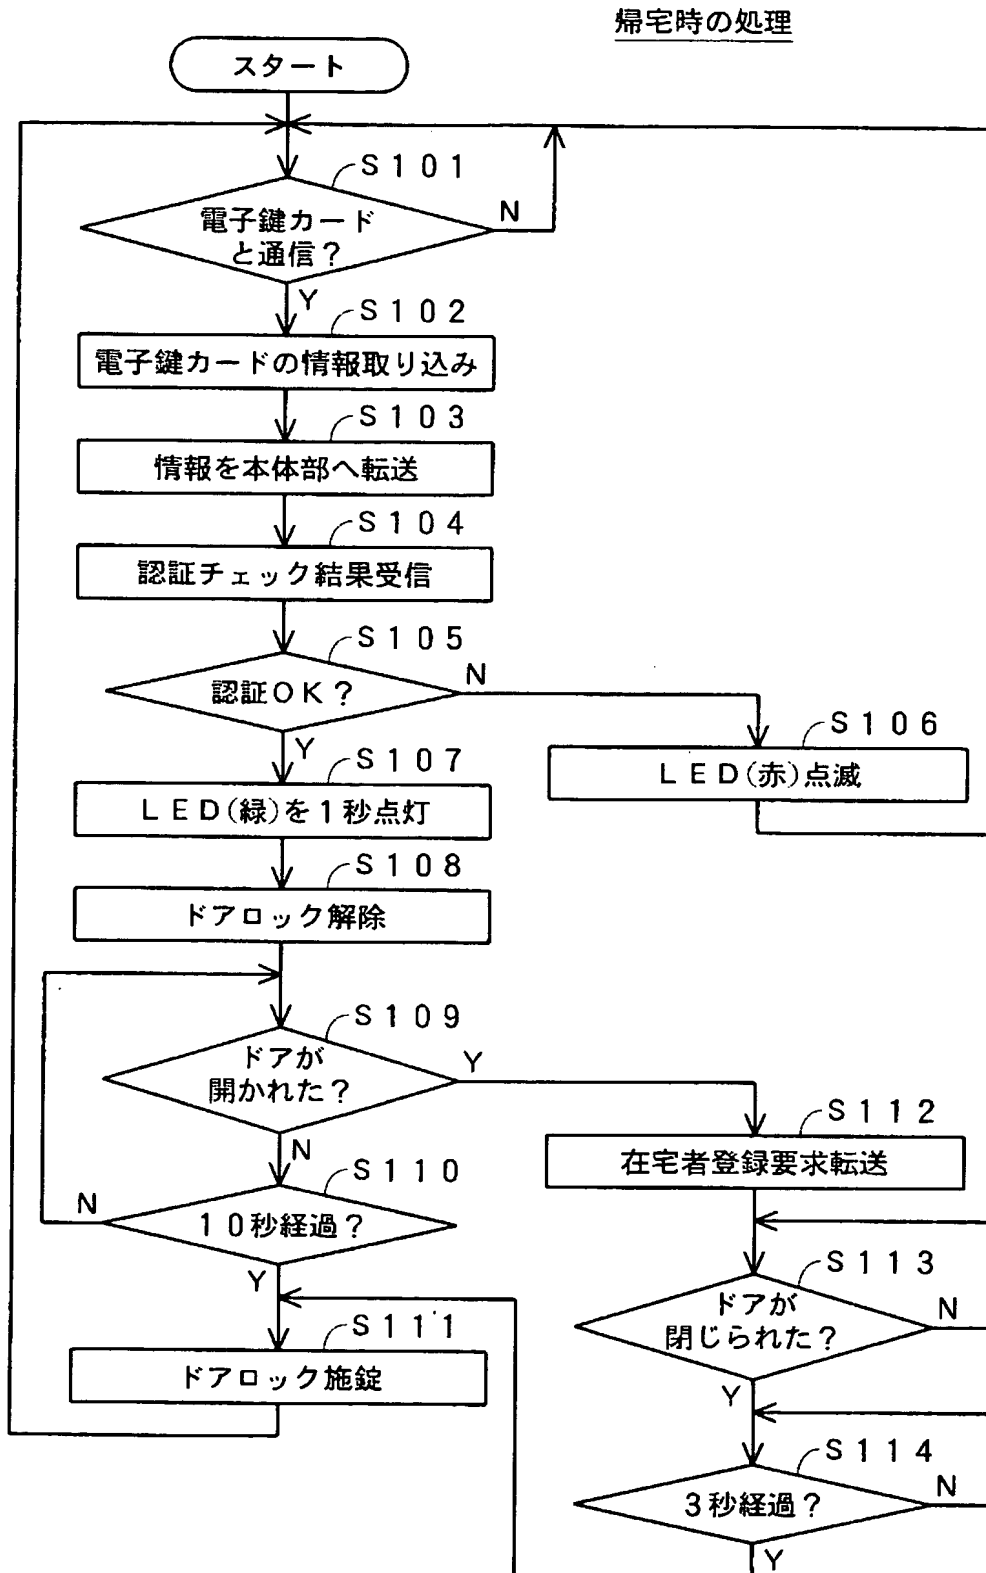 帰宅時の処理
スタート
S101
電子鍵カード
と通信？
N
Y
S102
電子鍵カードの情報取り込み
S103
情報を本体部へ転送
S104
認証チェック結果受信
S105
認証OK？
N
Y
S106
LED(赤)点滅
S107
LED(緑)を1秒点灯
S108
ドアロック解除
S109
ドアが
開かれた？
Y
N
S110
10秒経過？
N
Y
S111
ドアロック施錠
S112
在宅者登録要求転送
S113
ドアが
閉じられた？
N
Y
S114
3秒経過？
N
Y